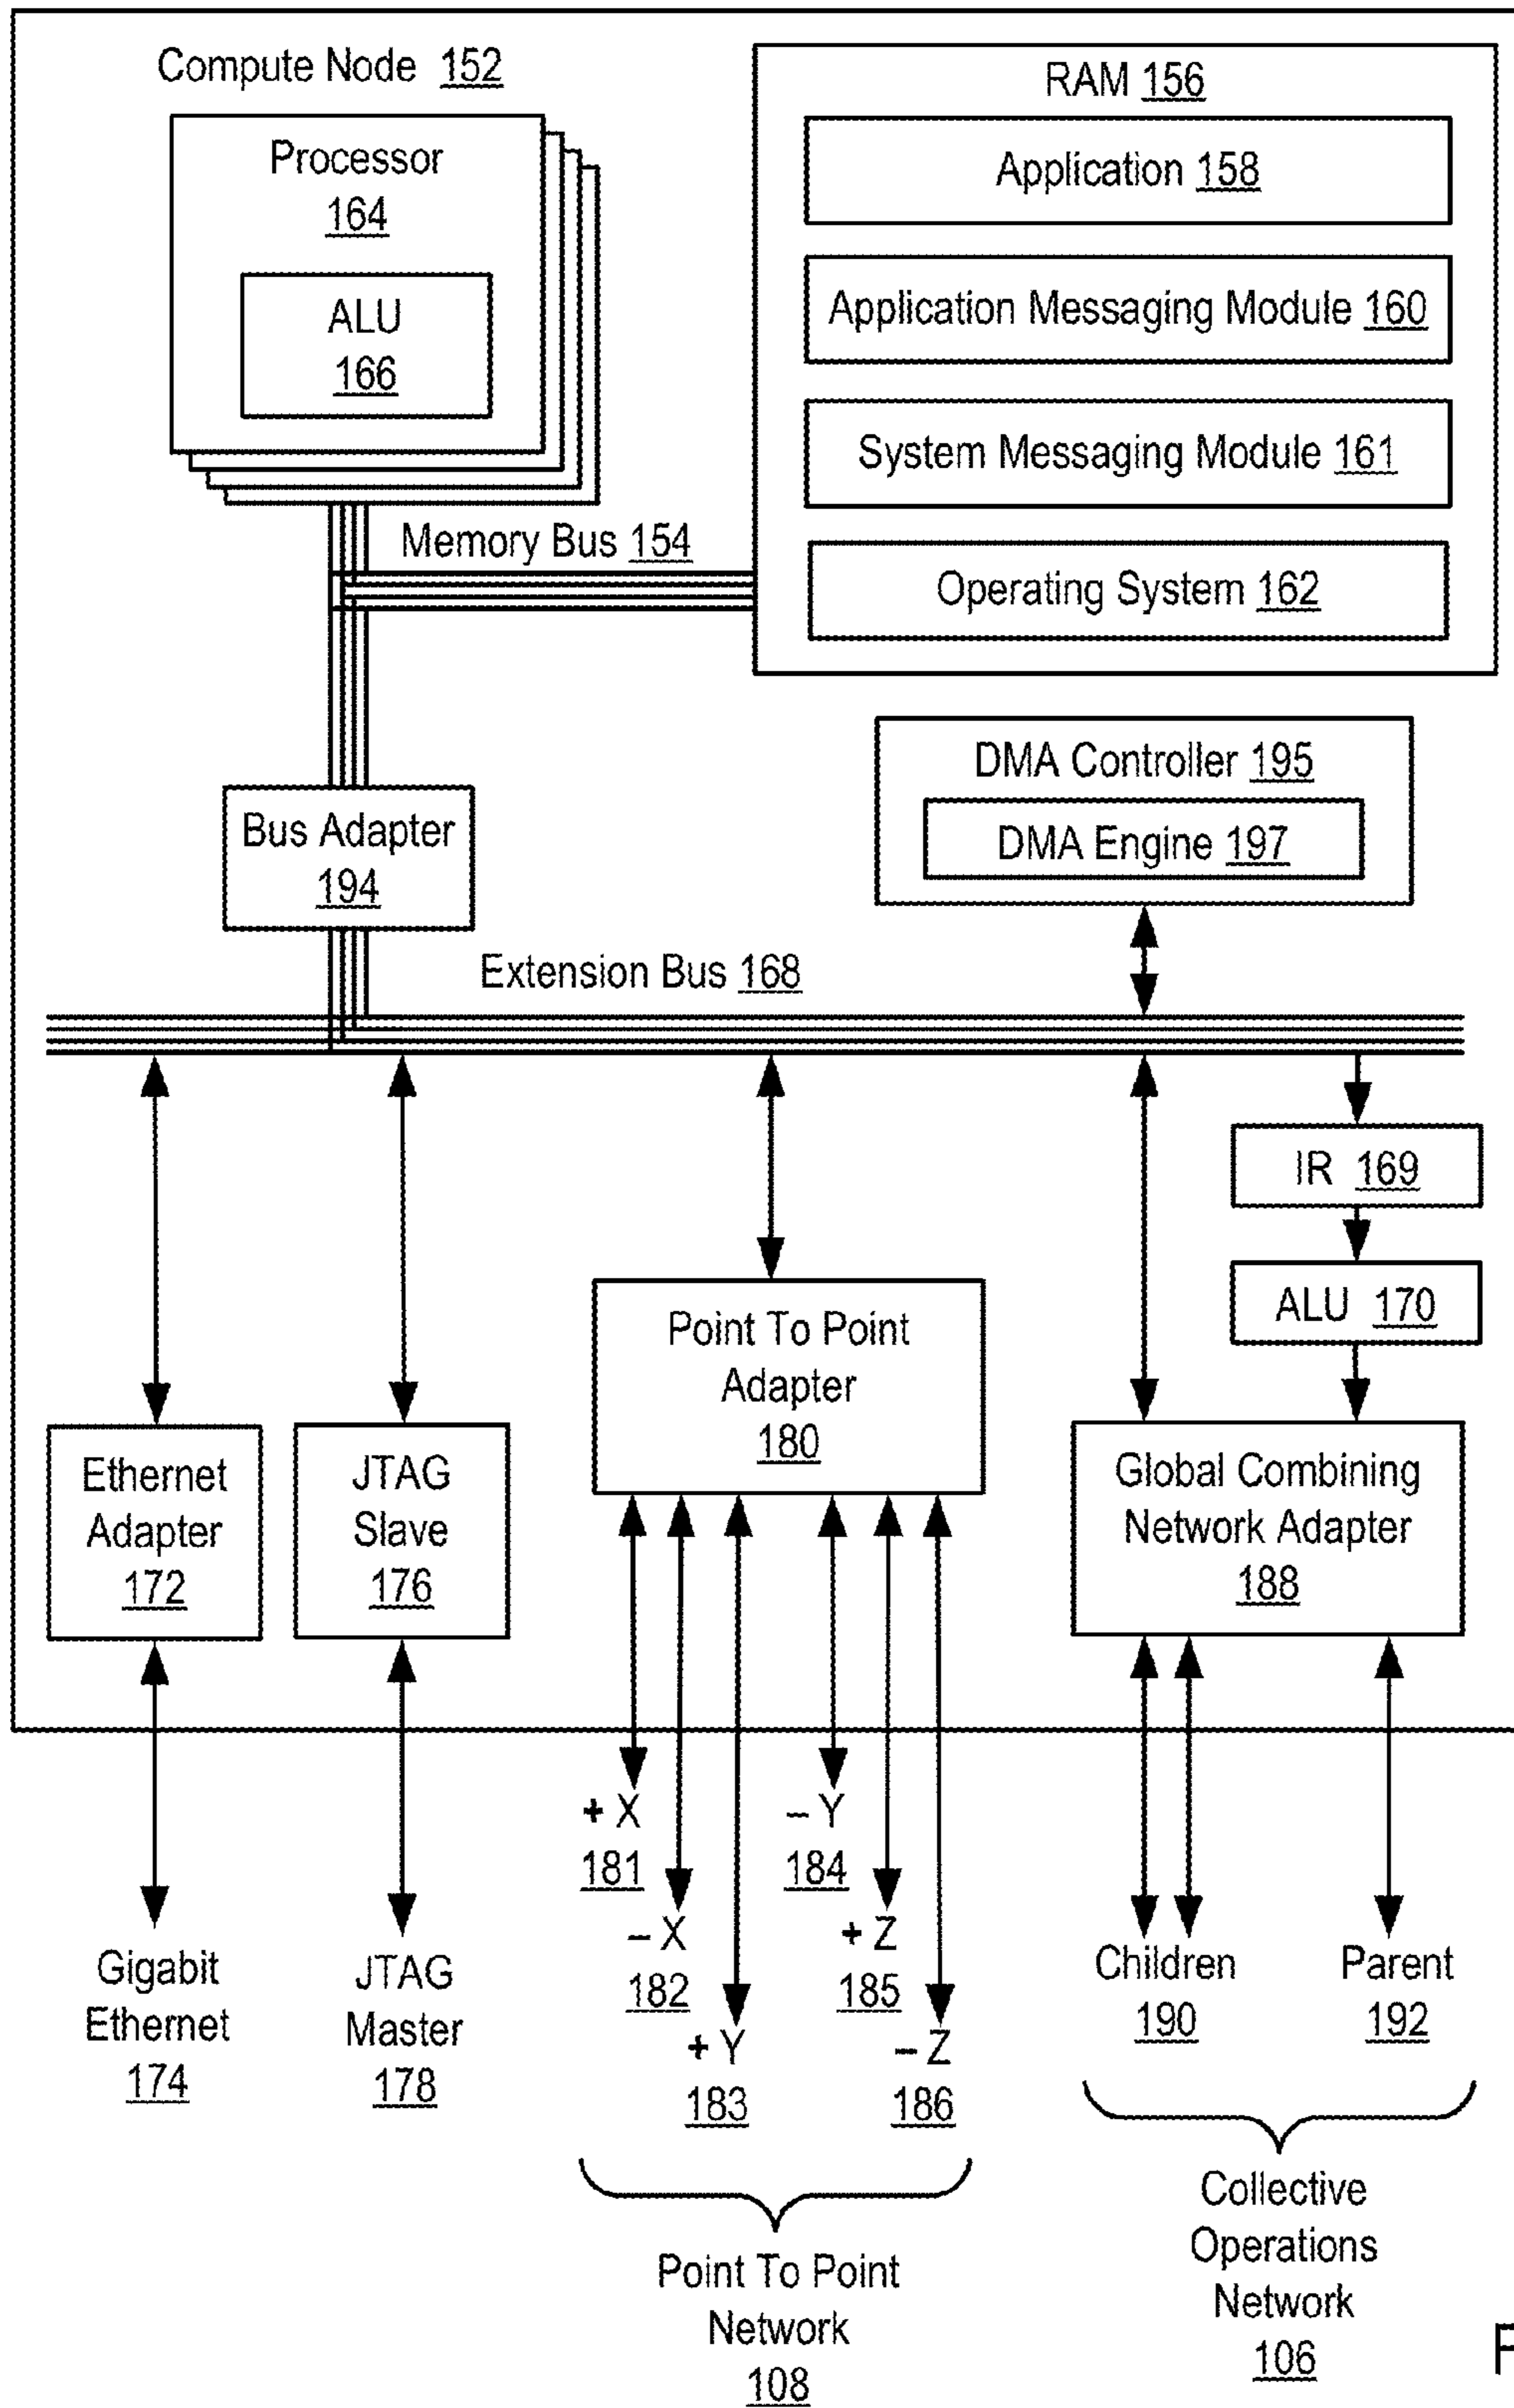 Compute Node 152
Processor
164
ALU
166
RAM 156
Application 158
Application Messaging Module 160
System Messaging Module 161
Operating System 162
Memory Bus 154
DMA Controller 195
DMA Engine 197
Bus Adapter
194
Extension Bus 168
IR 169
ALU 170
Point To Point
Adapter
180
Ethernet
Adapter
172
JTAG
Slave
176
Global Combining
Network Adapter
188
+ X
181
– X
182
+ Y
183
– Y
184
+ Z
185
– Z
186
Gigabit
Ethernet
174
JTAG
Master
178
Children
190
Parent
192
Point To Point
Network
108
Collective
Operations
Network
106
F